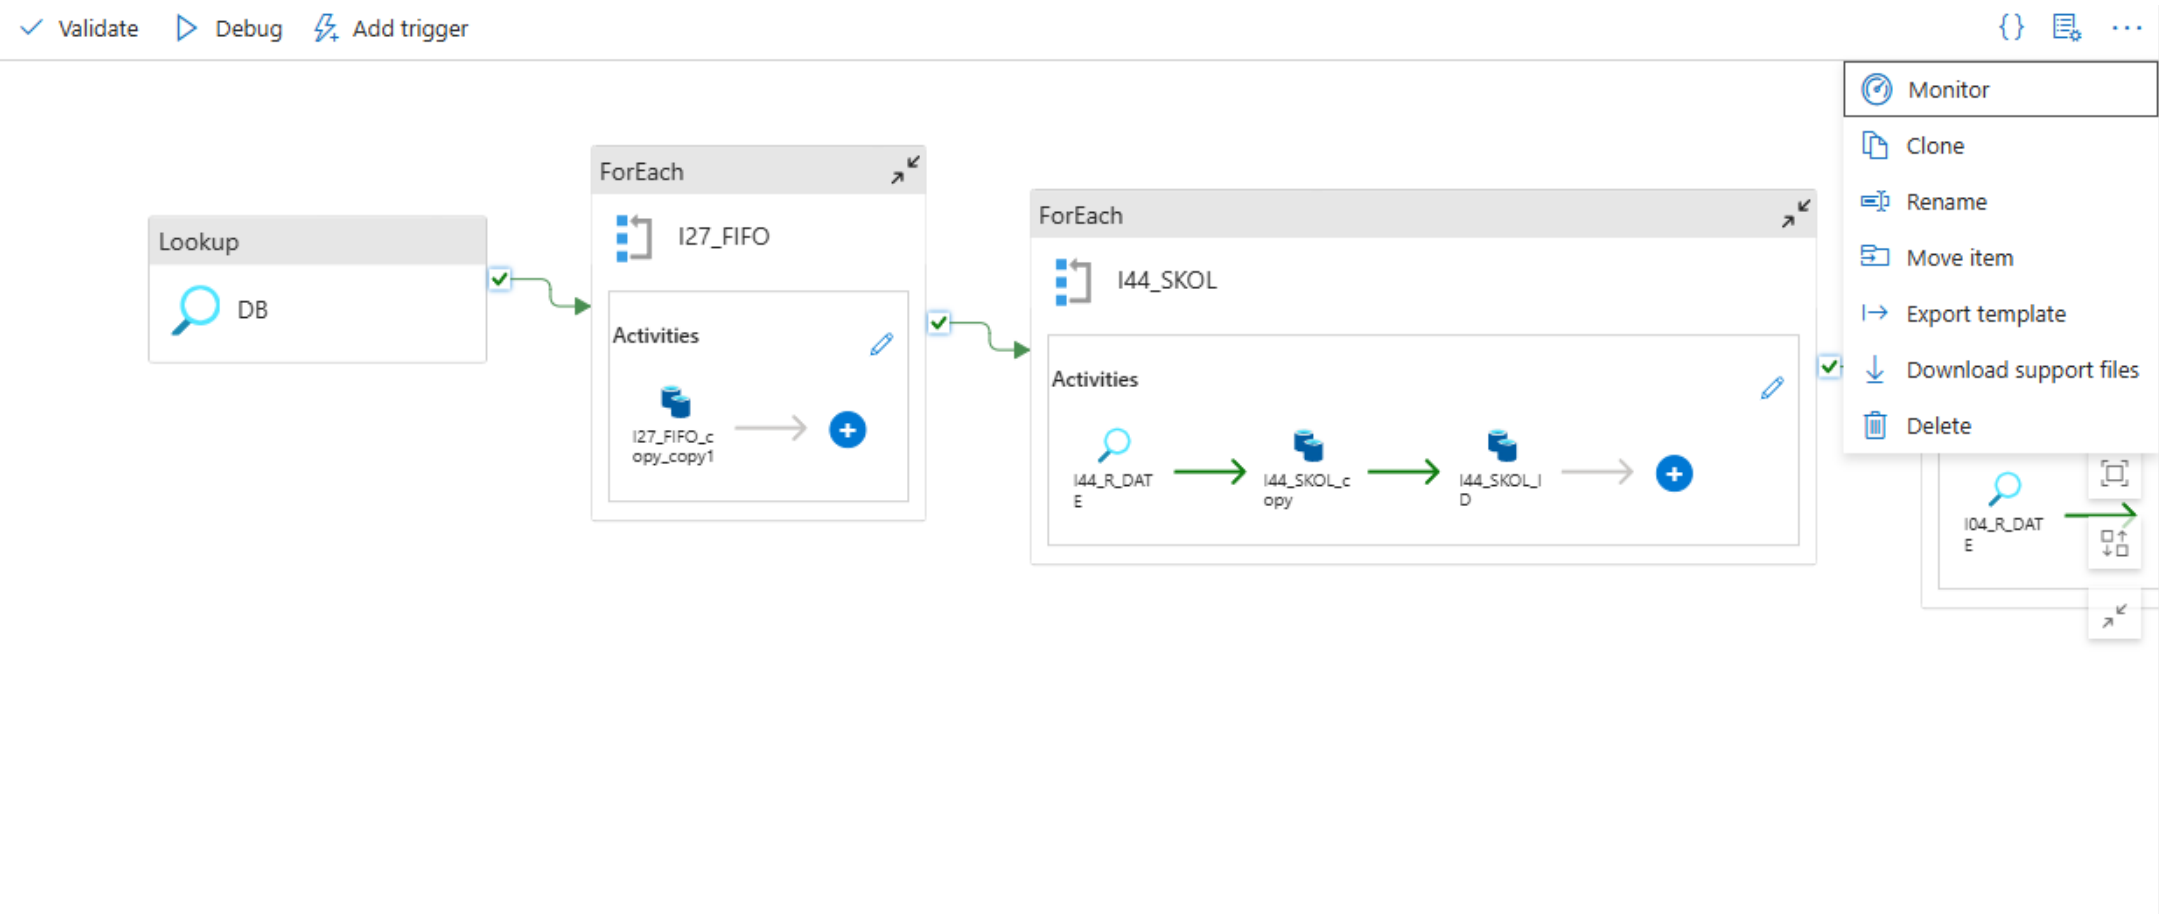 Validate
Debug
Add trigger
{}
...
Monitor
Clone
Rename
Move item
Export template
Download support files
Delete
Lookup
DB
ForEach
I27_FIFO
Activities
I27_FIFO_c
opy_copy1
ForEach
I44_SKOL
Activities
I44_R_DAT
E
I44_SKOL_c
opy
I44_SKOL_I
D
I04_R_DAT
E